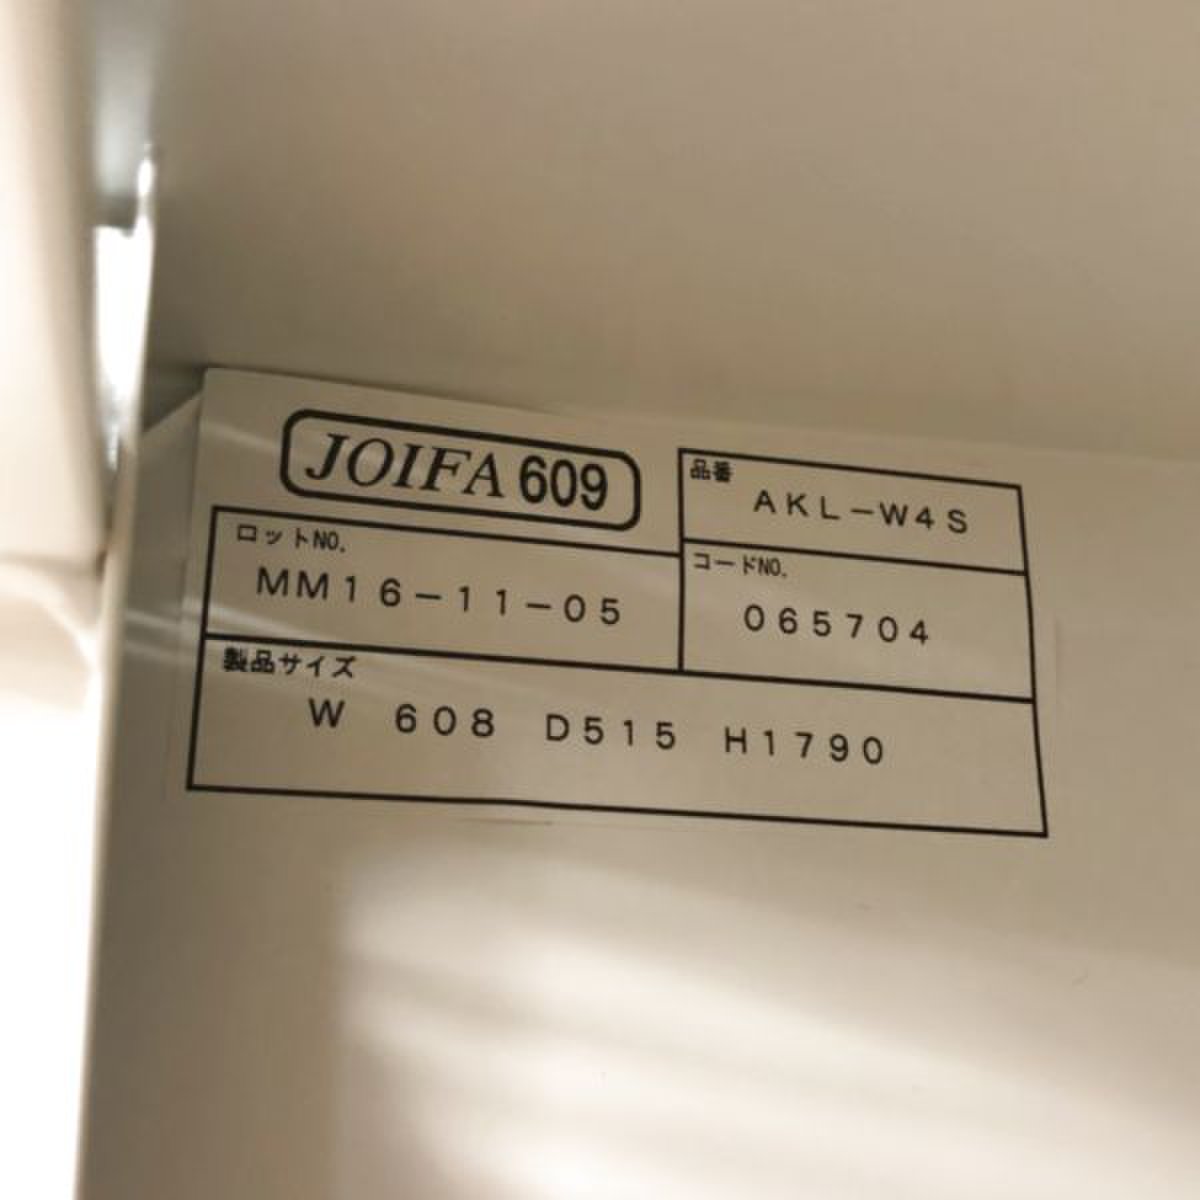 JOIFA 609
品番
AKL-W4S
ロットNO.
MM16-11-05
コードNO.
065704
製品サイズ
W 608 D515 H1790